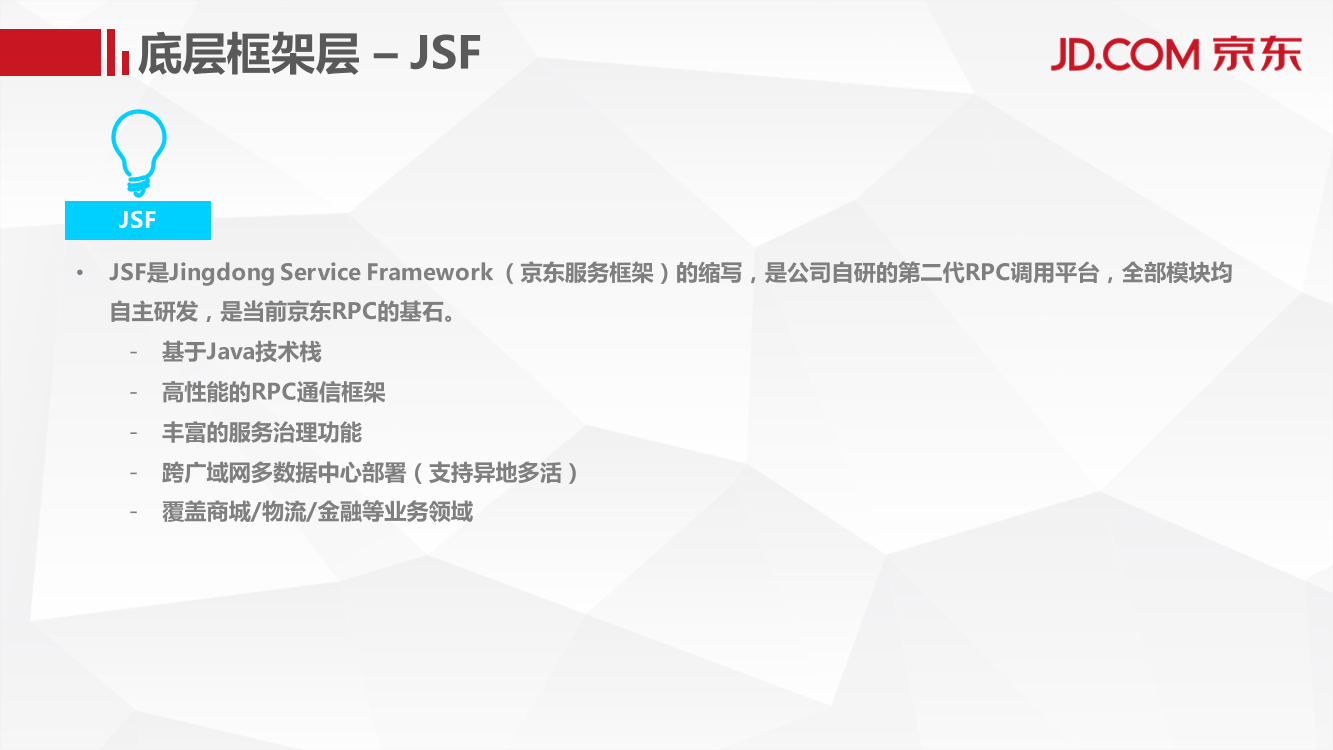 底层框架层 – JSF
JD.COM 京东
JSF
• JSF是Jingdong Service Framework（京东服务框架）的缩写，是公司自研的第二代RPC调用平台，全部模块均
自主研发，是当前京东RPC的基石。
- 基于Java技术栈
- 高性能的RPC通信框架
- 丰富的服务治理功能
- 跨广域网多数据中心部署（支持异地多活）
- 覆盖商城/物流/金融等业务领域